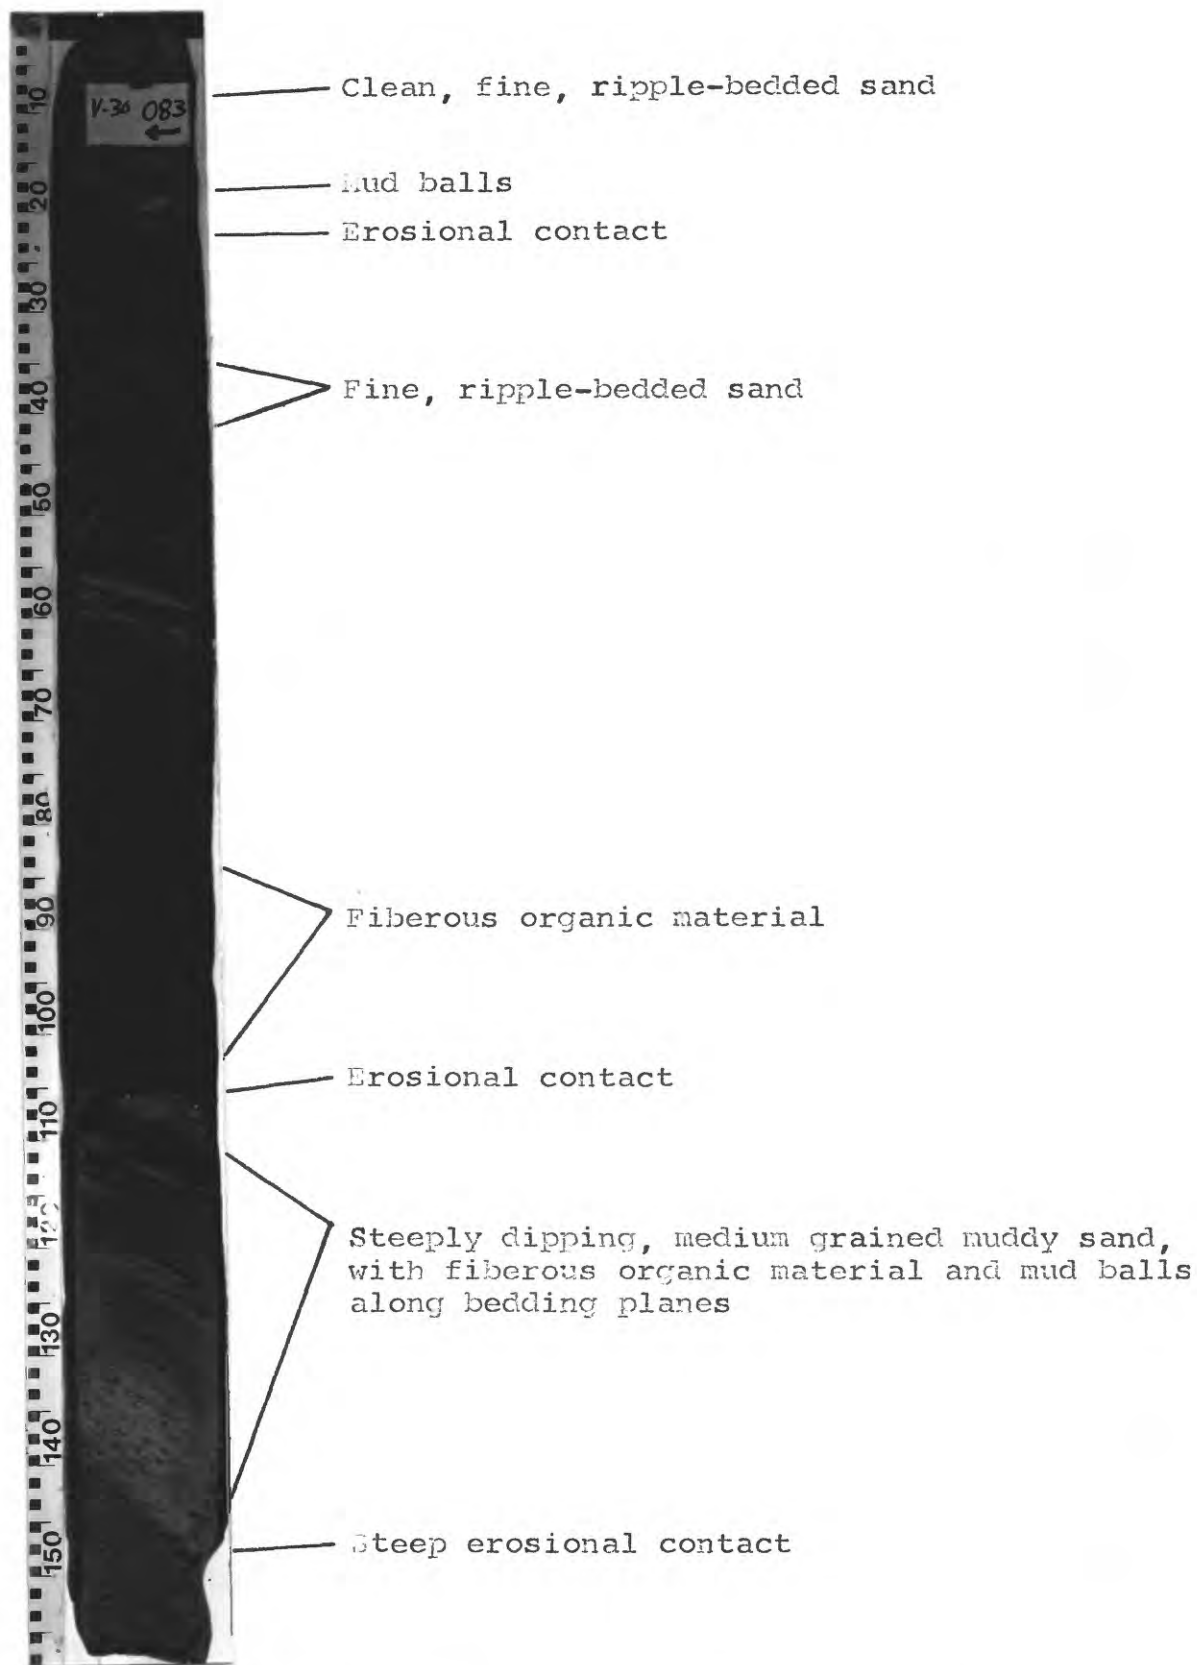 V-30 083
←
Clean, fine, ripple-bedded sand
Mud balls
Erosional contact
Fine, ripple-bedded sand
Fiberous organic material
Erosional contact
Steeply dipping, medium grained muddy sand,
with fiberous organic material and mud balls
along bedding planes
Steep erosional contact
10
20
30
40
50
60
70
80
90
100
110
120
130
140
150